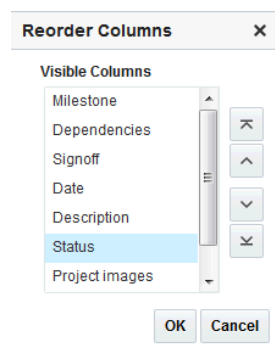 Reorder Columns
Visible Columns
Milestone
Dependencies
Signoff
Date
Description
Status
Project images
OK Cancel